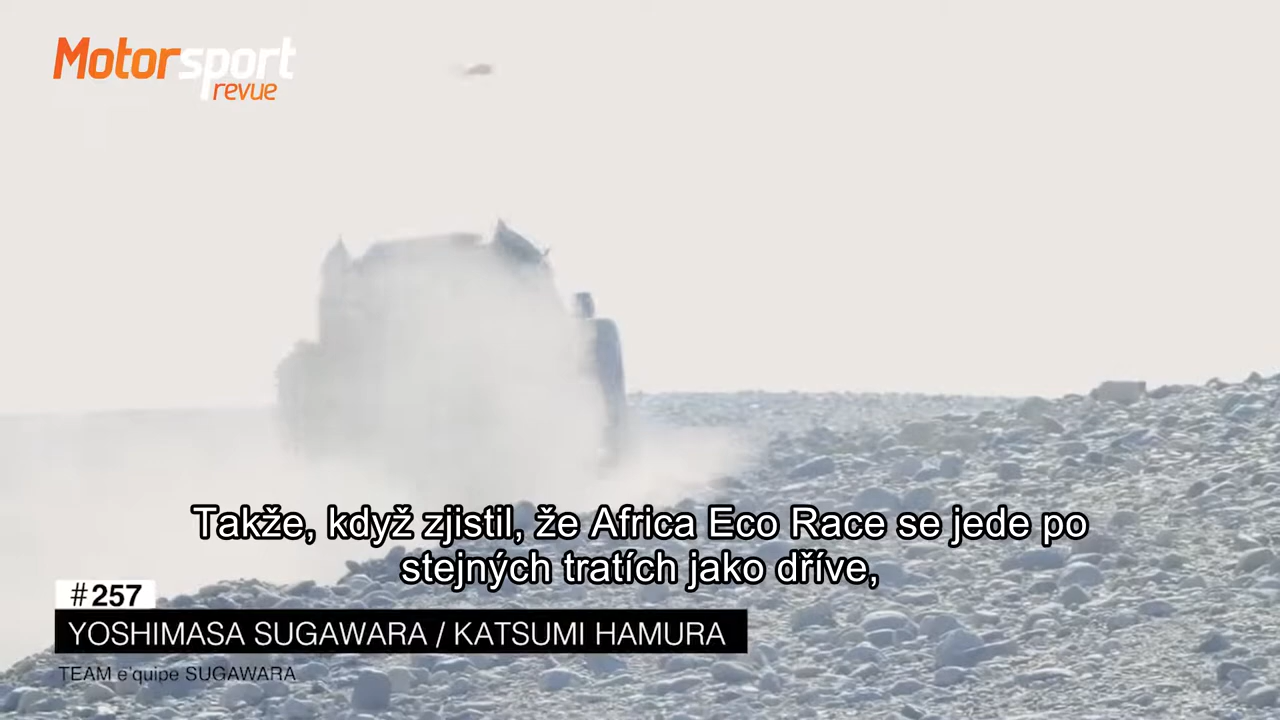 Motorsport
revue
Takže, když zjistil, že Africa Eco Race se jede po
stejných tratích jako dříve,
#257
YOSHIMASA SUGAWARA / KATSUMI HAMURA
TEAM e'quipe SUGAWARA